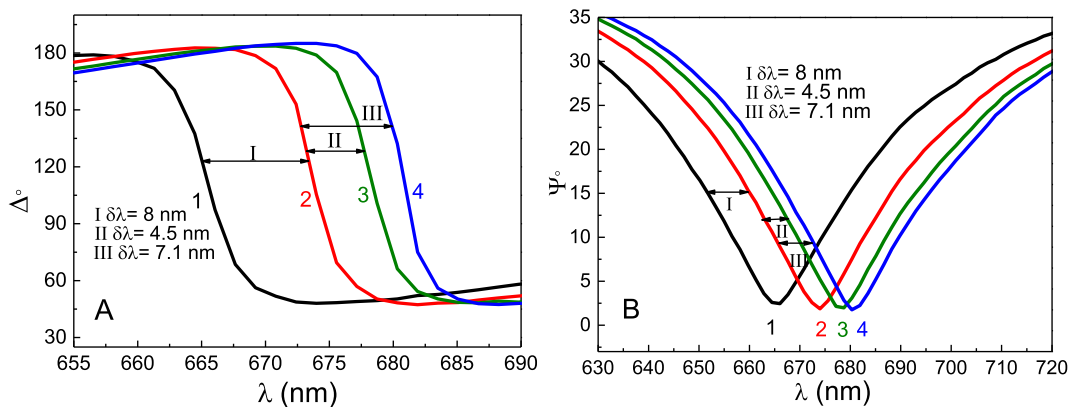 180
150
120
90
60
30
Δ°
I
II
III
1
2
3
4
I δλ= 8 nm
II δλ= 4.5 nm
III δλ= 7.1 nm
A
655 660 665 670 675 680 685 690
λ (nm)
35
30
25
20
15
10
5
0
Ψ°
I δλ= 8 nm
II δλ= 4.5 nm
III δλ= 7.1 nm
I
II
III
1 2 3 4
B
630 640 650 660 670 680 690 700 710 720
λ (nm)